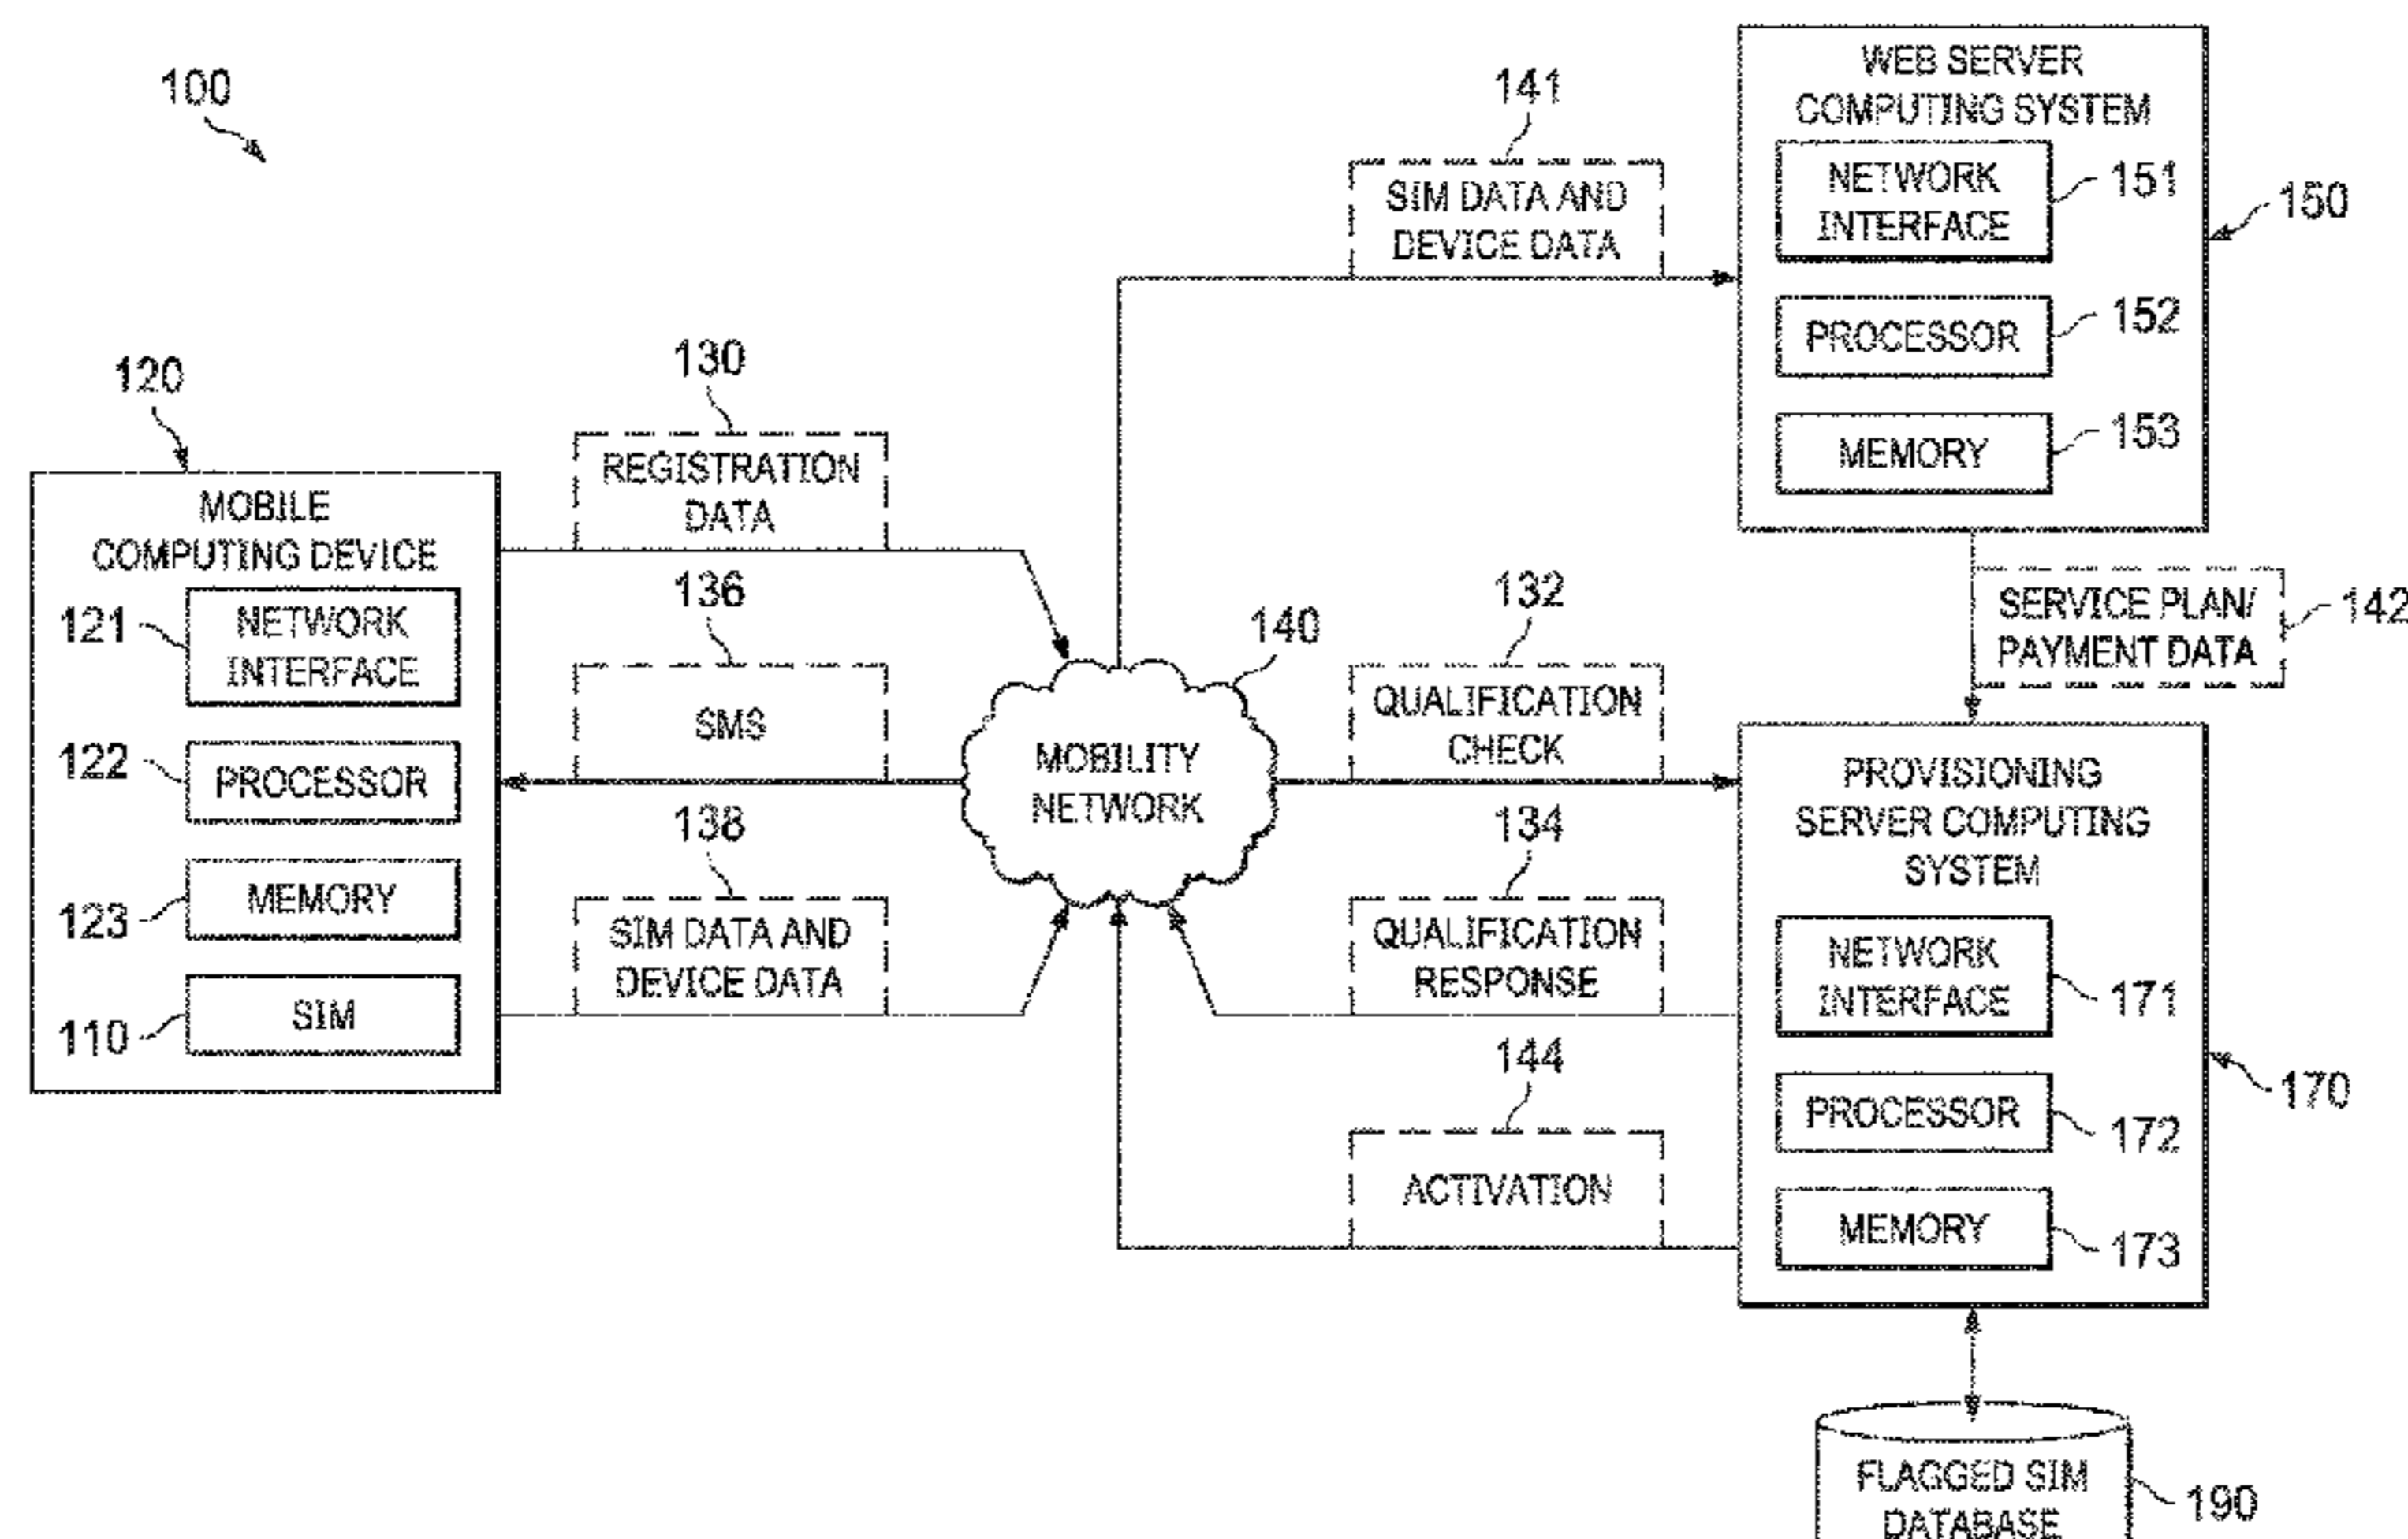 100
120
MOBILE
COMPUTING DEVICE
121
NETWORK
INTERFACE
122
PROCESSOR
123
MEMORY
110
SIM
130
REGISTRATION
DATA
136
SMS
138
SIM DATA AND
DEVICE DATA
140
MOBILITY
NETWORK
141
SIM DATA AND
DEVICE DATA
132
QUALIFICATION
CHECK
134
QUALIFICATION
RESPONSE
144
ACTIVATION
WEB SERVER
COMPUTING SYSTEM
NETWORK
INTERFACE
151
150
PROCESSOR
152
MEMORY
153
SERVICE PLAN/
PAYMENT DATA
142
PROVISIONING
SERVER COMPUTING
SYSTEM
NETWORK
INTERFACE
171
170
PROCESSOR
172
MEMORY
173
FLAGGED SIM
DATABASE
190